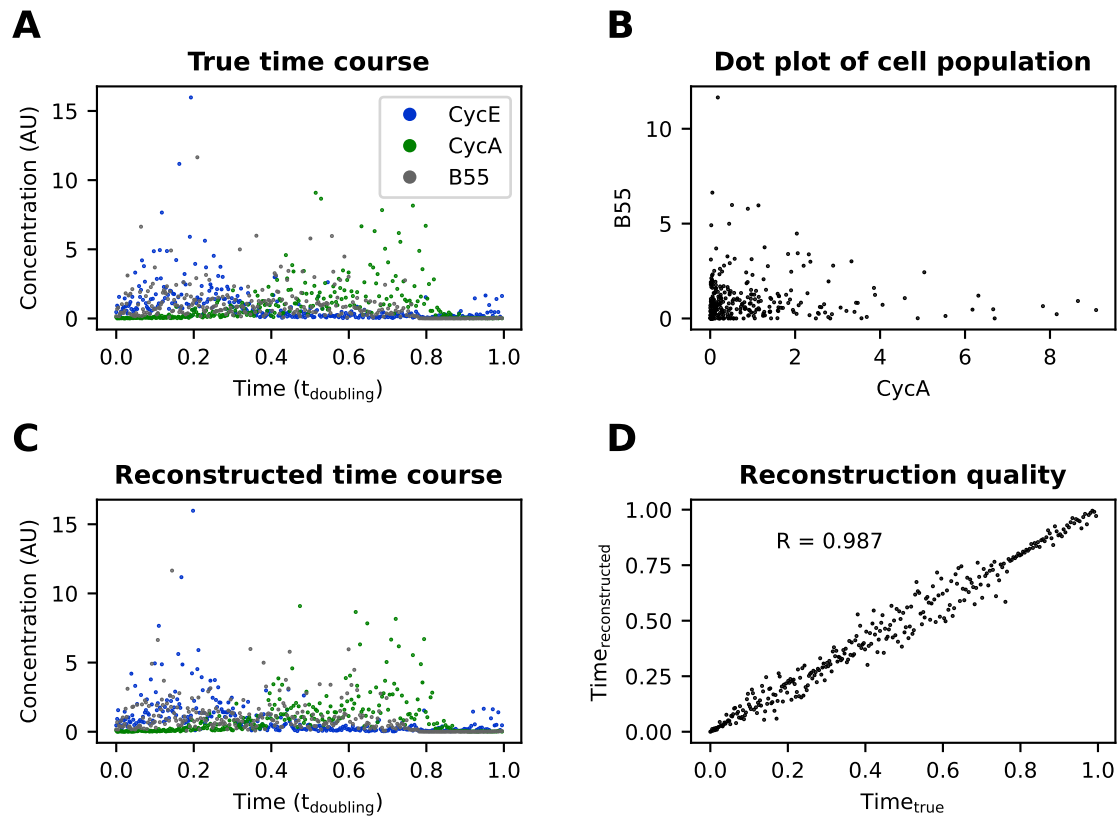 A
True time course
Concentration (AU)
15
10
5
0
CycE
CycA
B55
0.0 0.2 0.4 0.6 0.8 1.0
Time (t_doubling)
B
Dot plot of cell population
B55
10
5
0
0 2 4 6 8
CycA
C
Reconstructed time course
Concentration (AU)
15
10
5
0
0.0 0.2 0.4 0.6 0.8 1.0
Time (t_doubling)
D
Reconstruction quality
Time_reconstructed
1.00
0.75
0.50
0.25
0.00
R = 0.987
0.0 0.2 0.4 0.6 0.8 1.0
Time_true